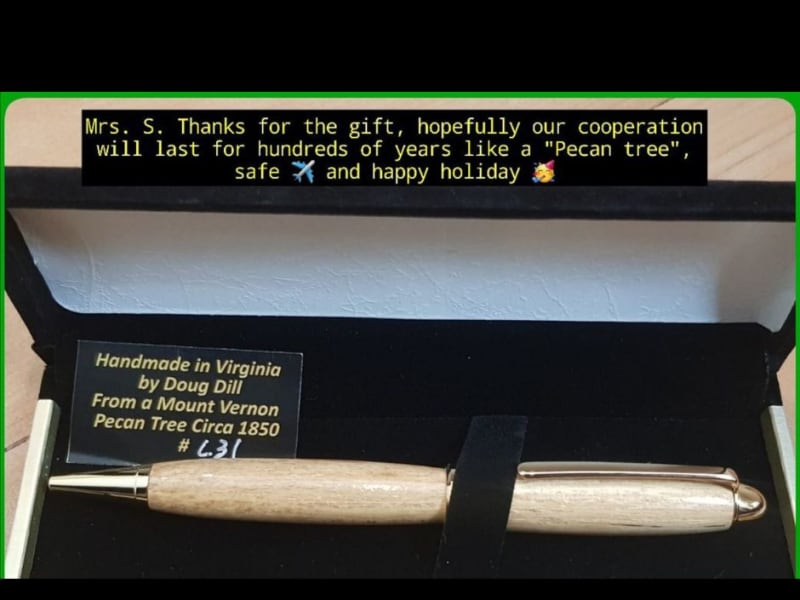 Mrs. S. Thanks for the gift, hopefully our cooperation
will last for hundreds of years like a "Pecan tree",
safe ✈️ and happy holiday 🥳
Handmade in Virginia
by Doug Dill
From a Mount Vernon
Pecan Tree Circa 1850
# L31